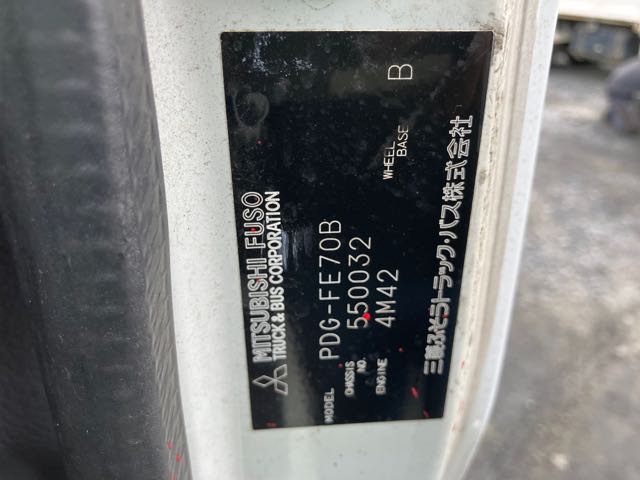 MITSUBISHI FUSO
TRUCK & BUS CORPORATION
MODEL PDG-FE70B
CHASSIS NO. 550032
ENGINE 4M42
WHEEL BASE B
三菱ふそうトラック・バス株式会社